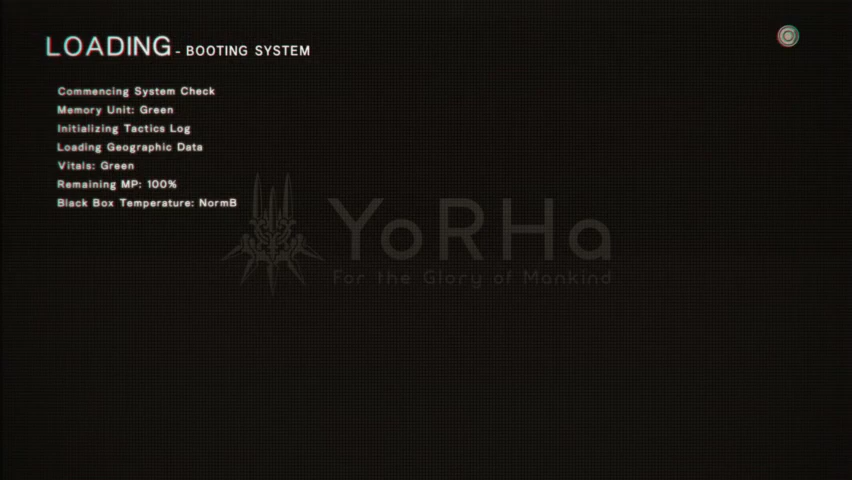 LOADING - BOOTING SYSTEM
Commencing System Check
Memory Unit: Green
Initializing Tactics Log
Loading Geographic Data
Vitals: Green
Remaining MP: 100%
Black Box Temperature: NormB
YoRHa
For the Glory of Mankind